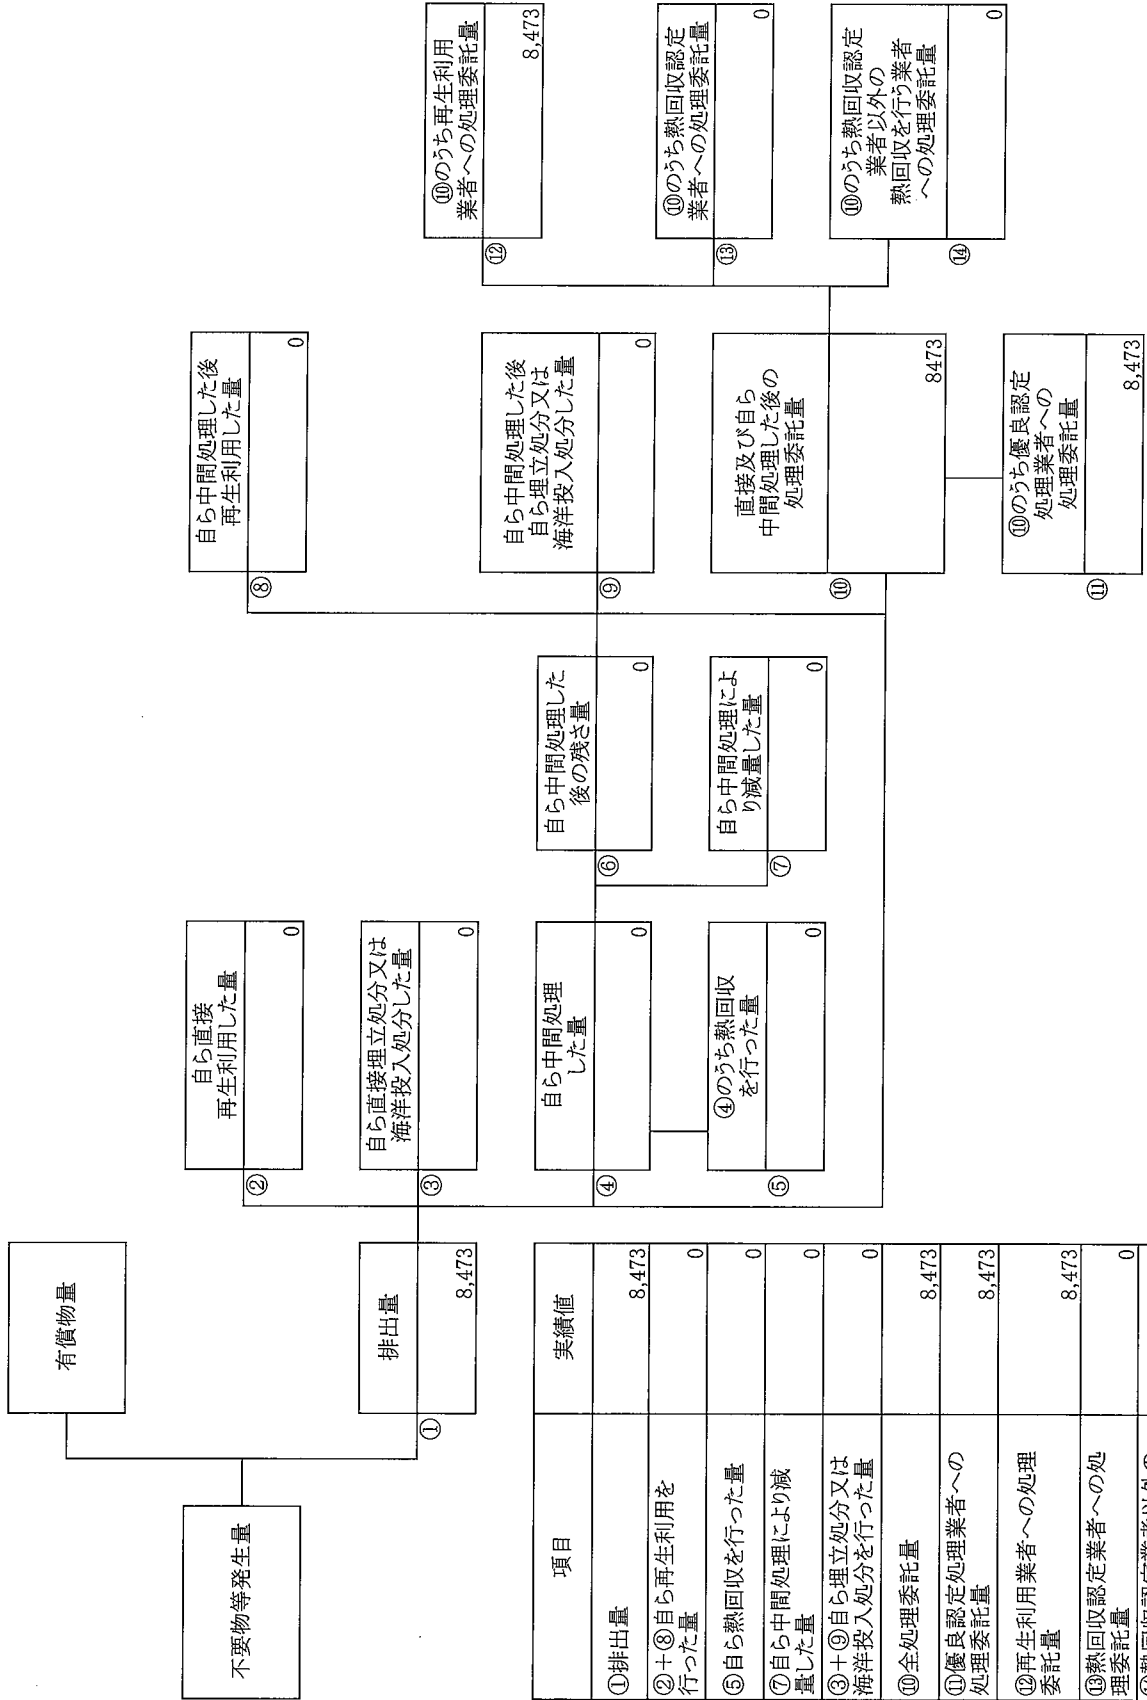 有償物量
不要物等発生量
排出量
①
8,473
自ら直接
再生利用した量
②
0
自ら直接埋立処分又は
海洋投入処分した量
③
0
自ら中間処理
した量
④
0
④のうち熱回収
を行った量
⑤
0
自ら中間処理した
後の残さ量
⑥
0
自ら中間処理によ
り減量した量
⑦
0
自ら中間処理した後
再生利用した量
⑧
0
自ら中間処理した後
自ら埋立処分又は
海洋投入処分した量
⑨
0
直接及び自ら
中間処理した後の
処理委託量
⑩
8473
⑩のうち優良認定
処理業者への
処理委託量
⑪
8,473
⑩のうち再生利用
業者への処理委託量
⑫
8,473
⑩のうち熱回収認定
業者への処理委託量
⑬
0
⑩のうち熱回収認定
業者以外の
熱回収を行う業者
への処理委託量
⑭
0
項目 実績値
①排出量 8,473
②+⑧自ら再生利用を
行った量 0
⑤自ら熱回収を行った量 0
⑦自ら中間処理により減
量した量 0
③+⑨自ら埋立処分又は
海洋投入処分を行った量 0
⑩全処理委託量 8,473
⑪優良認定処理業者への
処理委託量 8,473
⑫再生利用業者への処理
委託量 8,473
⑬熱回収認定業者への処
理委託量 0